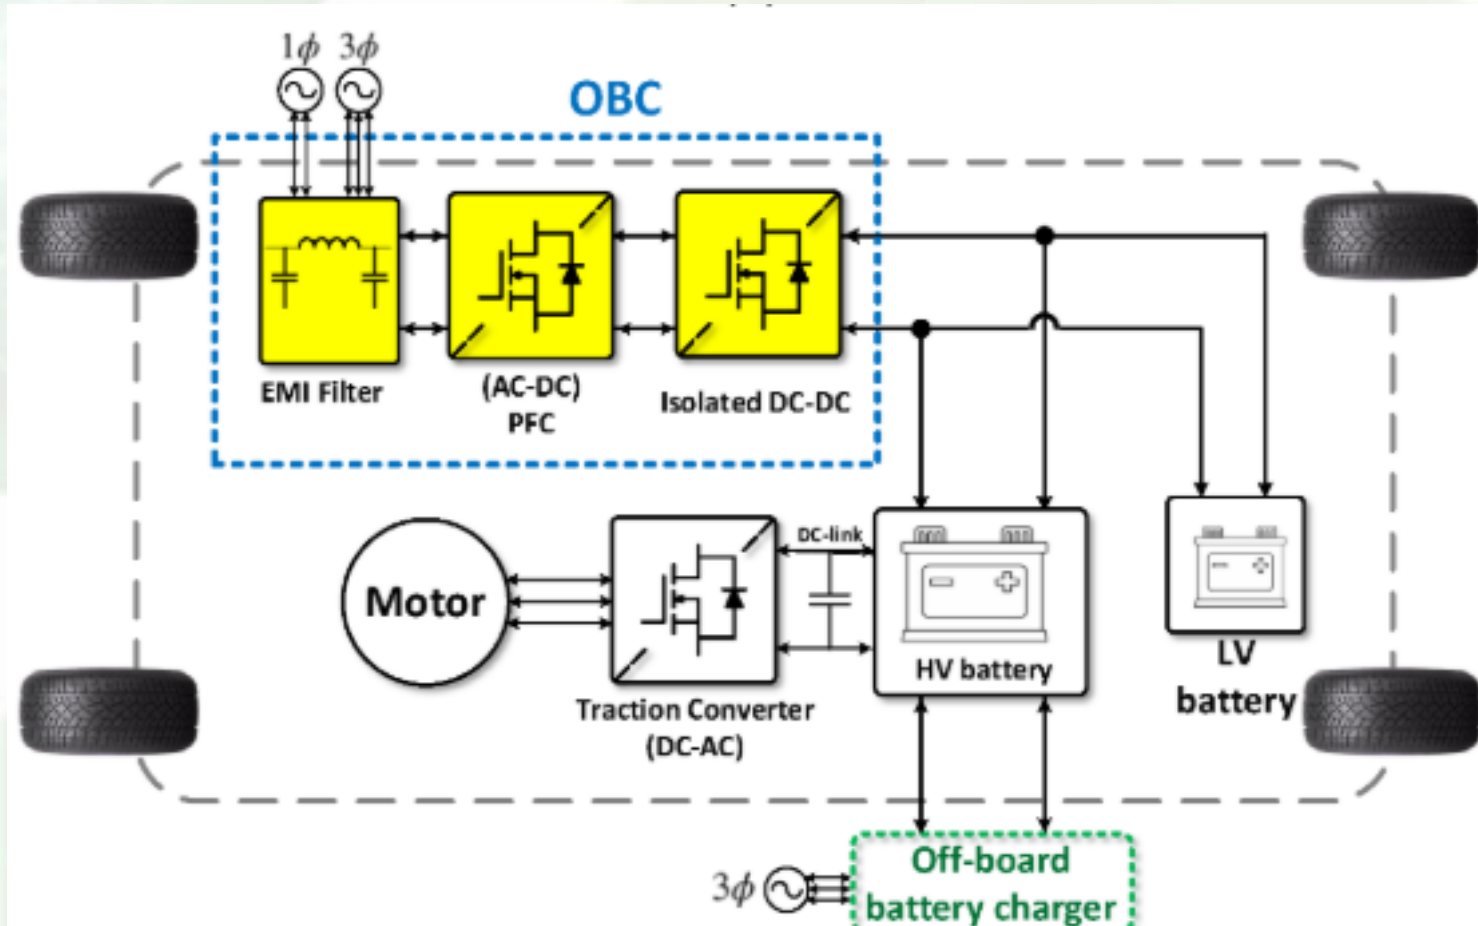 1ϕ 3ϕ
OBC
EMI Filter
(AC-DC)
PFC
Isolated DC-DC
Motor
DC-link
Traction Converter
(DC-AC)
HV battery
LV
battery
3ϕ
Off-board
battery charger